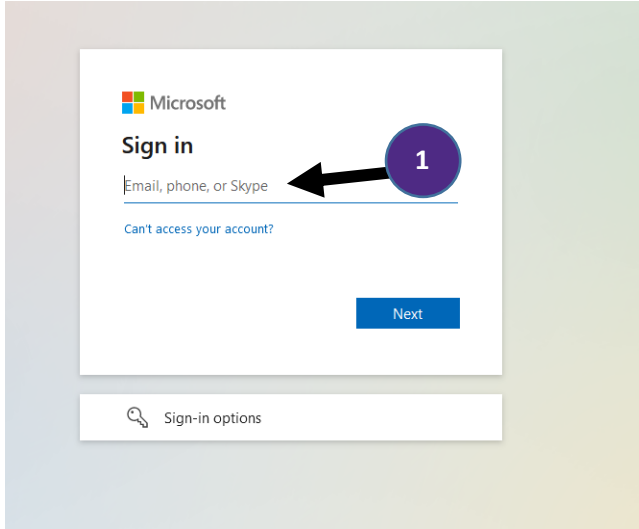 Microsoft
Sign in
1
Email, phone, or Skype
Can't access your account?
Next
Sign-in options